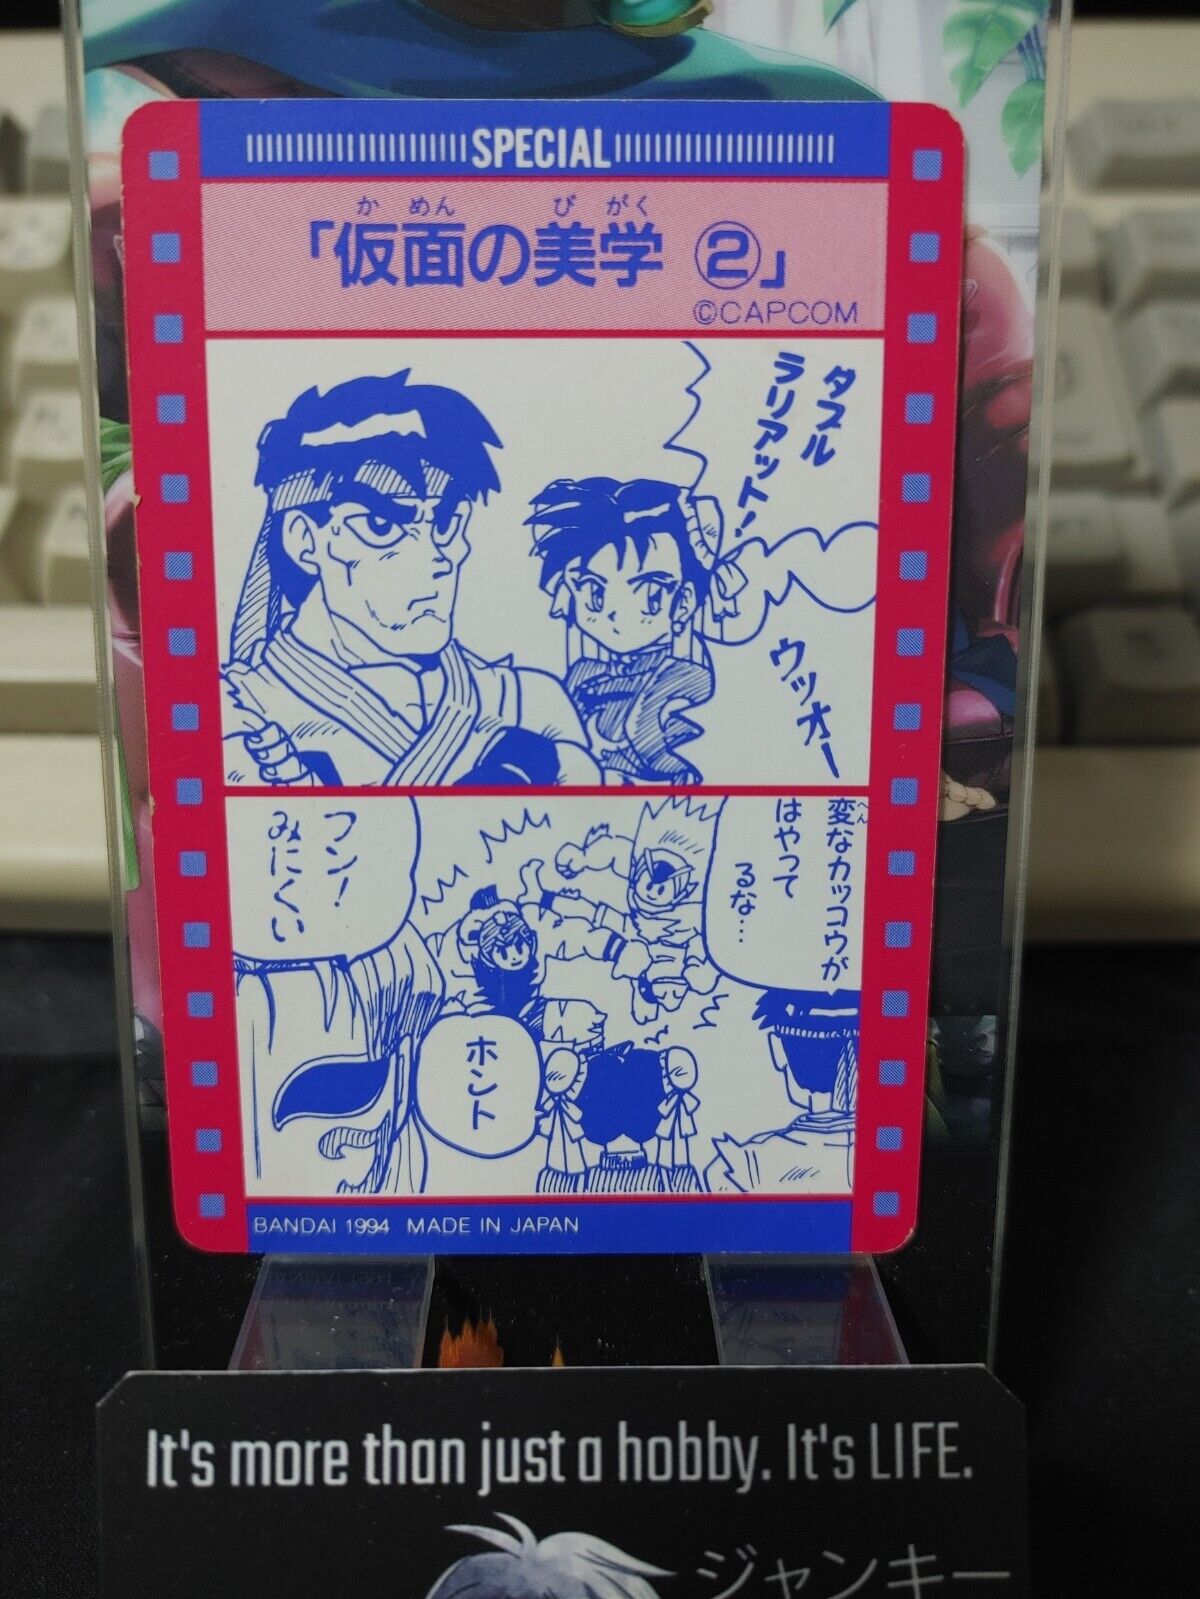 SPECIAL
かめん びがく
「仮面の美学 ②」
©CAPCOM
ダブル
ラリアット!
ウッオー
変なカッコウが
へん
はやって
るな…
ホント
フン!
みにくい
BANDAI 1994 MADE IN JAPAN
It's more than just a hobby. It's LIFE.
ジャンキー